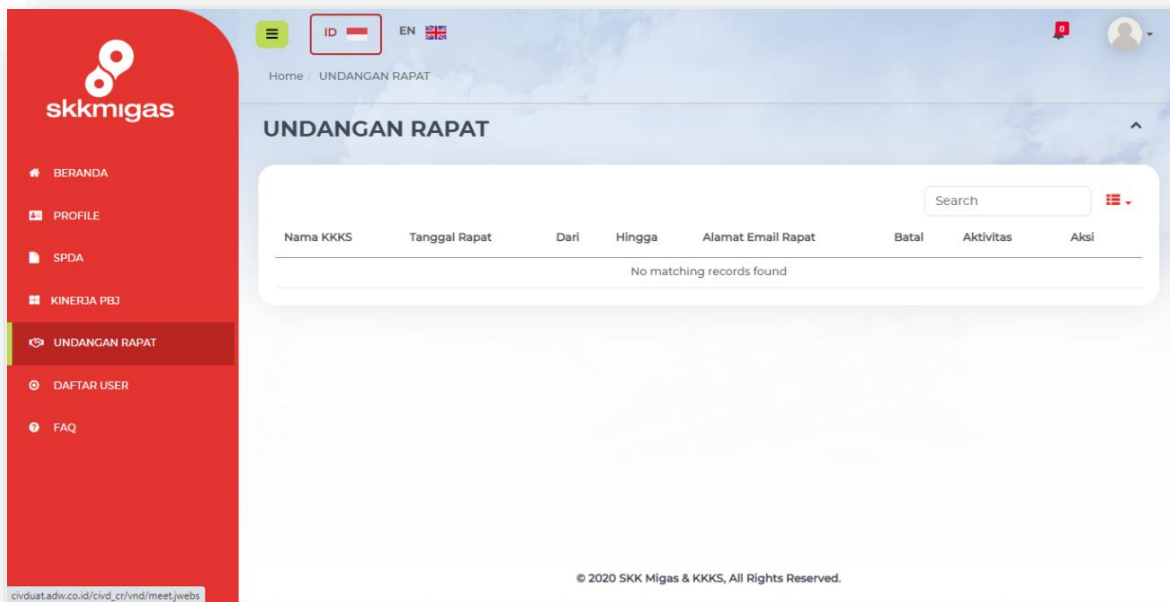 skkmigas
ID
EN
0
Home / UNDANGAN RAPAT
UNDANGAN RAPAT
BERANDA
PROFILE
SPDA
KINERJA PBJ
UNDANGAN RAPAT
DAFTAR USER
FAQ
Search
Nama KKKS Tanggal Rapat Dari Hingga Alamat Email Rapat Batal Aktivitas Aksi
No matching records found
© 2020 SKK Migas & KKKS, All Rights Reserved.
civduat.adw.co.id/civd_cr/vnd/meet.jwebs